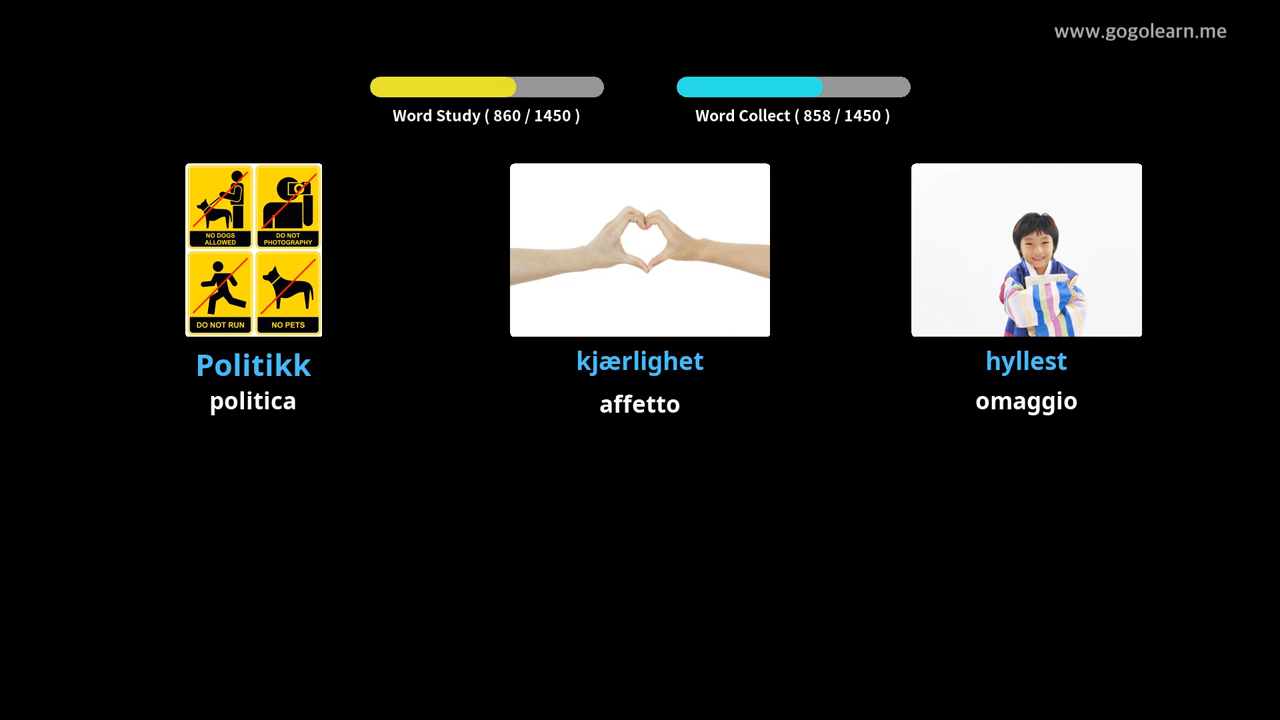 www.gogolearn.me
Word Study ( 860 / 1450 )
Word Collect ( 858 / 1450 )
NO DOGS
ALLOWED
DO NOT
PHOTOGRAPHY
DO NOT RUN
NO PETS
Politikk
politica
kjærlighet
affetto
hyllest
omaggio